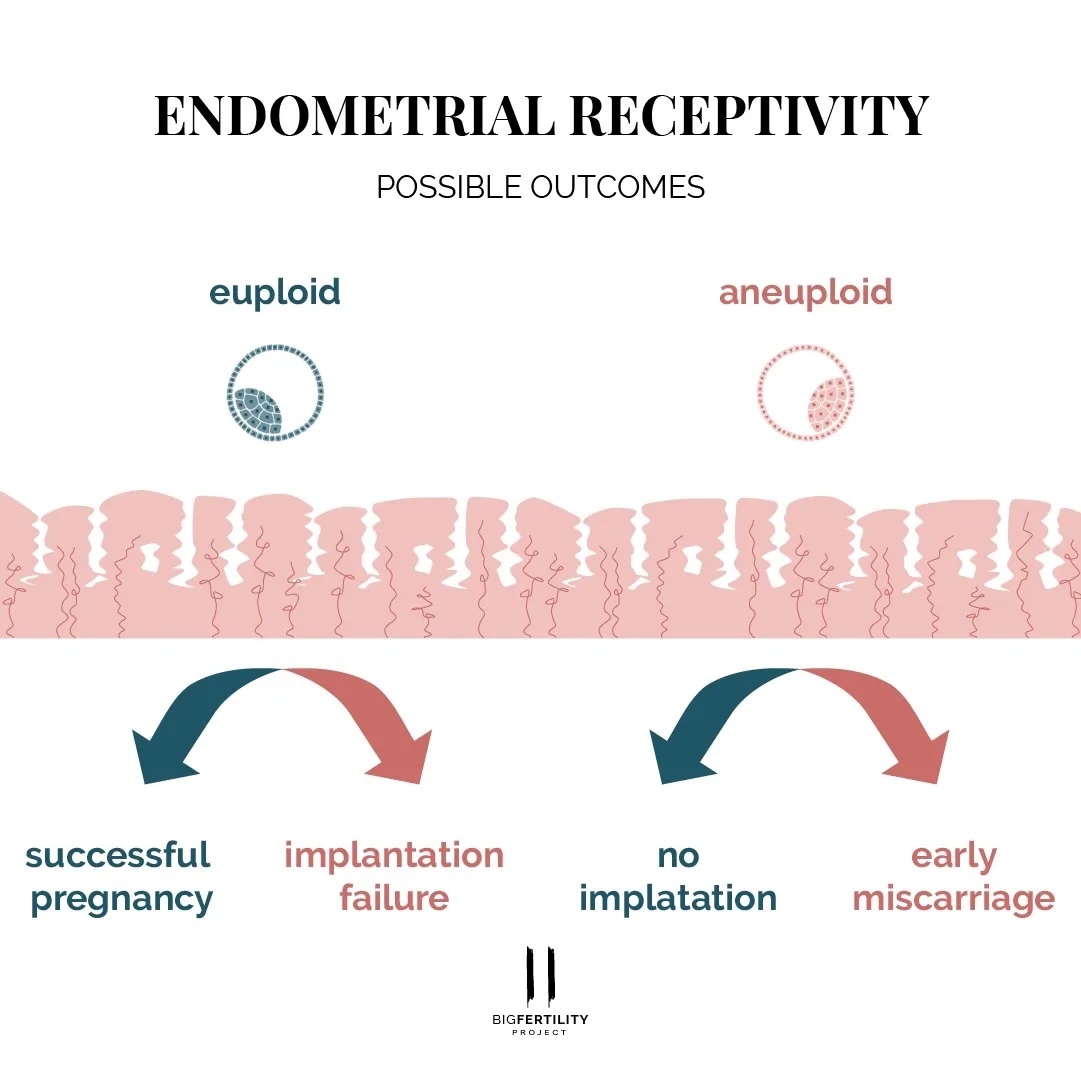 ENDOMETRIAL RECEPTIVITY
POSSIBLE OUTCOMES
euploid
aneuploid
successful
pregnancy
implantation
failure
no
implatation
early
miscarriage
BIGFERTILITY
PROJECT